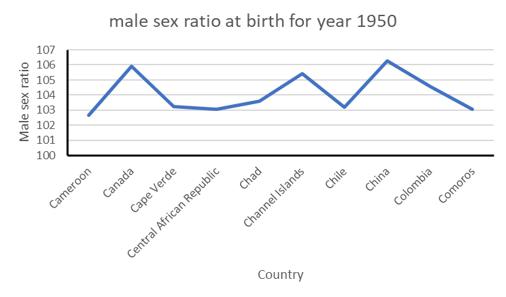 male sex ratio at birth for year 1950
Male sex ratio
107
106
105
104
103
102
101
100
Cameroon
Canada
Cape Verde
Central African Republic
Chad
Channel Islands
Chile
China
Colombia
Comoros
Country